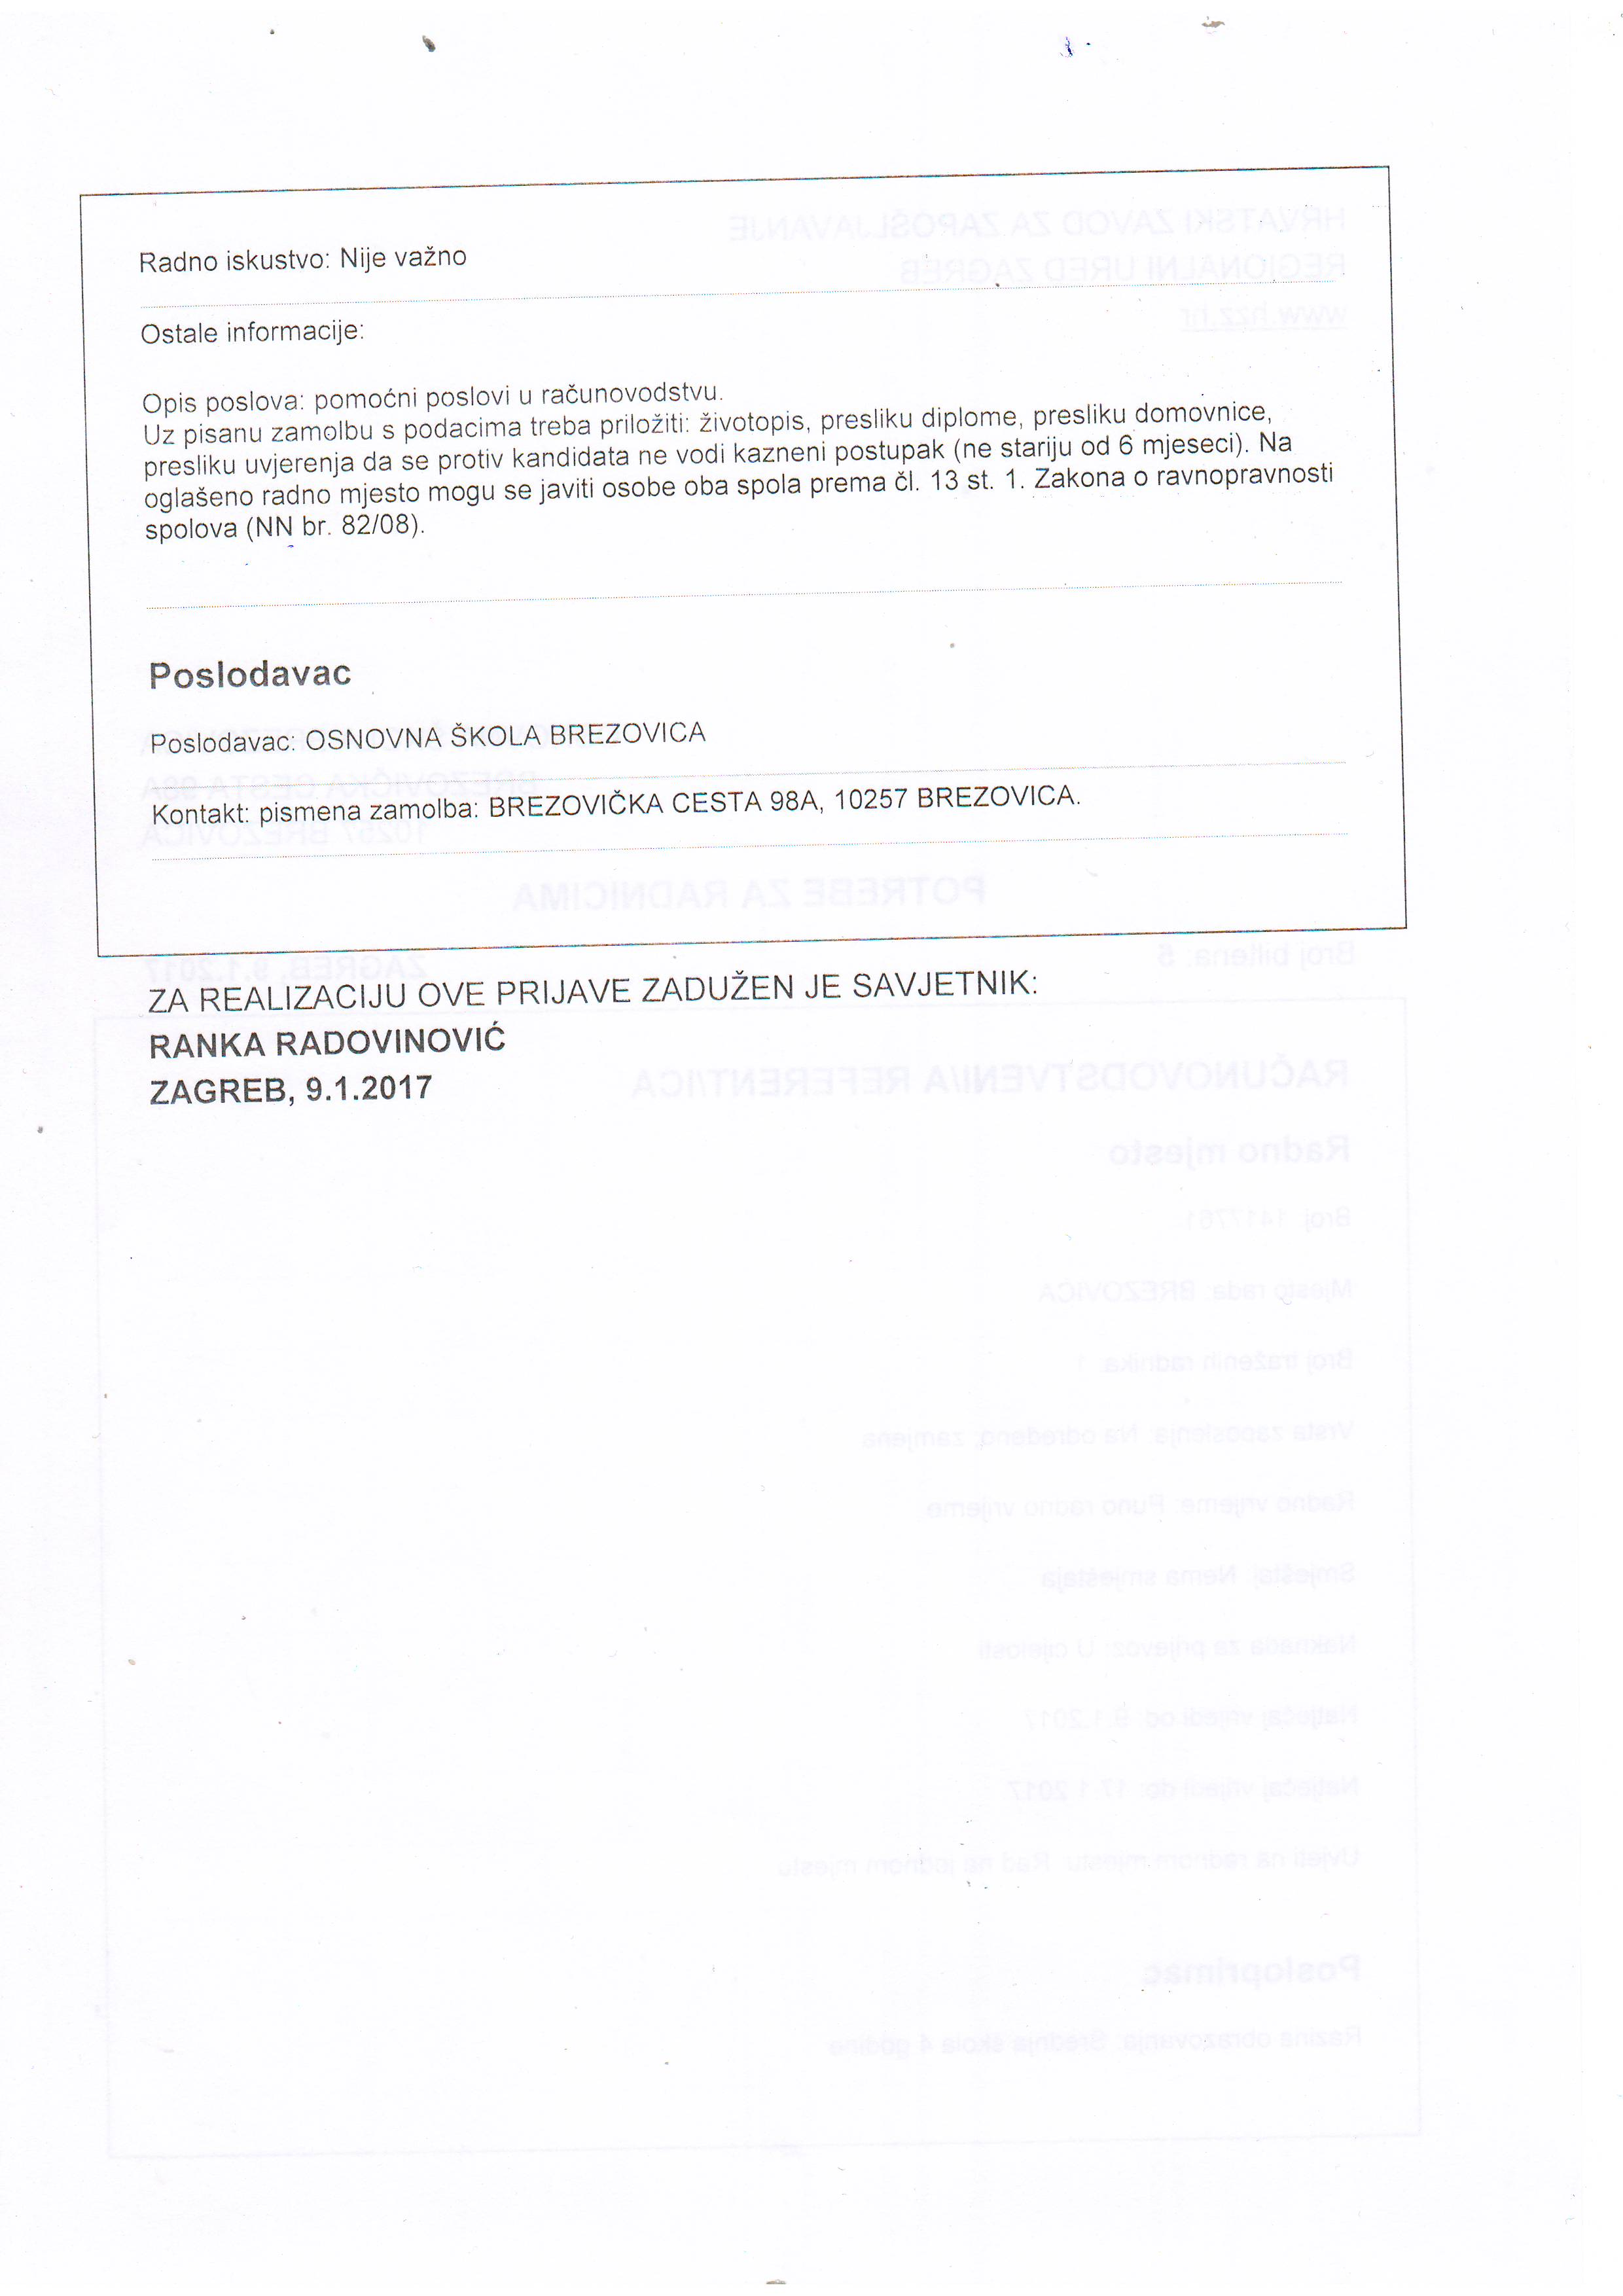 Radno iskustvo: Nije važno
Ostale informacije:
Opis poslova: pomoćni poslovi u računovodstvu.
Uz pisanu zamolbu s podacima treba priložiti: životopis, presliku diplome, presliku domovnice,
presliku uvjerenja da se protiv kandidata ne vodi kazneni postupak (ne stariju od 6 mjeseci). Na
oglašeno radno mjesto mogu se javiti osobe oba spola prema čl. 13 st. 1. Zakona o ravnopravnosti
spolova (NN br. 82/08).
Poslodavac
Poslodavac: OSNOVNA ŠKOLA BREZOVICA
Kontakt: pismena zamolba: BREZOVIČKA CESTA 98A, 10257 BREZOVICA.
ZA REALIZACIJU OVE PRIJAVE ZADUŽEN JE SAVJETNIK:
RANKA RADOVINOVIĆ
ZAGREB, 9.1.2017